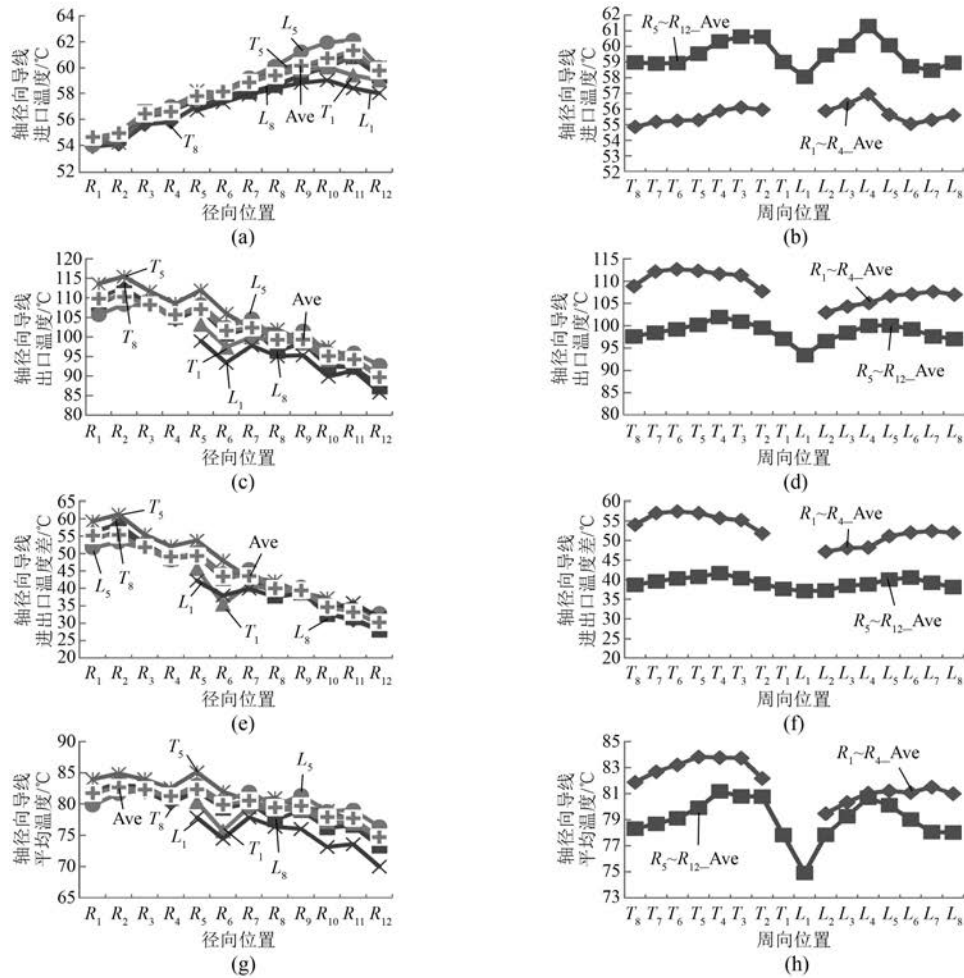 轴径向导线
进口温度/℃
64
62
60
58
56
54
52
L₅
T₅
T₈
L₈
Ave
T₁
L₁
R₁ R₂ R₃ R₄ R₅ R₆ R₇ R₈ R₉ R₁₀ R₁₁ R₁₂
径向位置
(a)
轴径向导线
进口温度/℃
62
61
60
59
58
57
56
55
54
53
52
R₅~R₁₂_Ave
R₁~R₄_Ave
T₈ T₇ T₆ T₅ T₄ T₃ T₂ T₁ L₁ L₂ L₃ L₄ L₅ L₆ L₇ L₈
周向位置
(b)
轴径向导线
出口温度/℃
120
115
110
105
100
95
90
85
80
T₅
T₈
L₅
Ave
T₁
L₁
L₈
R₁ R₂ R₃ R₄ R₅ R₆ R₇ R₈ R₉ R₁₀ R₁₁ R₁₂
径向位置
(c)
轴径向导线
出口温度/℃
115
110
105
100
95
90
85
80
R₁~R₄_Ave
R₅~R₁₂_Ave
T₈ T₇ T₆ T₅ T₄ T₃ T₂ T₁ L₁ L₂ L₃ L₄ L₅ L₆ L₇ L₈
周向位置
(d)
轴径向导线
进出口温度差/℃
65
60
55
50
45
40
35
30
25
20
T₅
Ave
L₅
T₈
L₁
T₁
L₈
R₁ R₂ R₃ R₄ R₅ R₆ R₇ R₈ R₉ R₁₀ R₁₁ R₁₂
径向位置
(e)
轴径向导线
进出口温度差/℃
65
60
50
40
30
20
R₁~R₄_Ave
R₅~R₁₂_Ave
T₈ T₇ T₆ T₅ T₄ T₃ T₂ T₁ L₁ L₂ L₃ L₄ L₅ L₆ L₇ L₈
周向位置
(f)
轴径向导线
平均温度/℃
90
85
80
75
70
65
T₅
L₅
Ave
T₈
L₁
T₁
L₈
R₁ R₂ R₃ R₄ R₅ R₆ R₇ R₈ R₉ R₁₀ R₁₁ R₁₂
径向位置
(g)
轴径向导线
平均温度/℃
85
83
81
79
77
75
73
R₁~R₄_Ave
R₅~R₁₂_Ave
T₈ T₇ T₆ T₅ T₄ T₃ T₂ T₁ L₁ L₂ L₃ L₄ L₅ L₆ L₇ L₈
周向位置
(h)